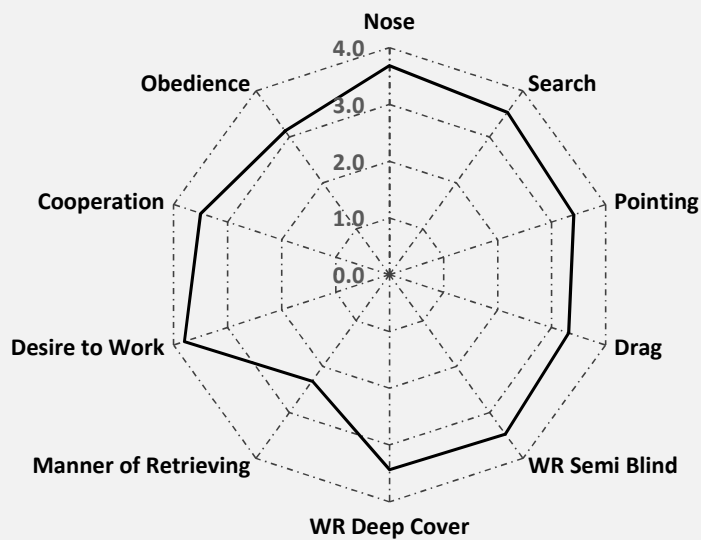 Nose
4.0
Obedience
Search
3.0
2.0
Cooperation
Pointing
1.0
0.0
Desire to Work
Drag
Manner of Retrieving
WR Semi Blind
WR Deep Cover